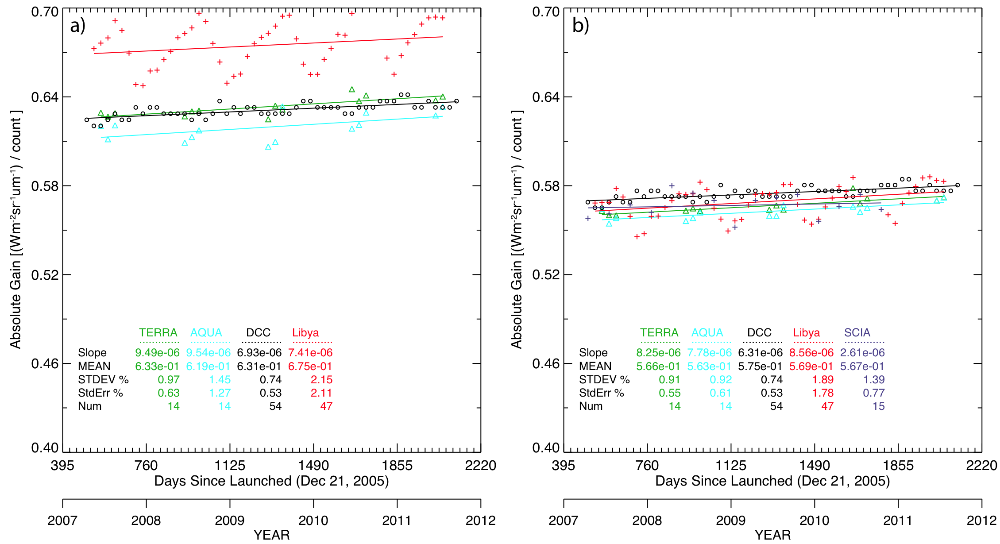 a)
0.70
0.64
0.58
0.52
0.46
0.40
Absolute Gain [(Wm-2sr-1um-1) / count ]
TERRA AQUA DCC Libya
Slope 9.49e-06 9.54e-06 6.93e-06 7.41e-06
MEAN 6.33e-01 6.19e-01 6.31e-01 6.75e-01
STDEV % 0.97 1.45 0.74 2.15
StdErr % 0.63 1.27 0.53 2.11
Num 14 14 54 47
395 760 1125 1490 1855 2220
Days Since Launched (Dec 21, 2005)
2007 2008 2009 2010 2011 2012
YEAR
b)
0.70
0.64
0.58
0.52
0.46
0.40
Absolute Gain [(Wm-2sr-1um-1) / count ]
TERRA AQUA DCC Libya SCIA
Slope 8.25e-06 7.78e-06 6.31e-06 8.56e-06 2.61e-06
MEAN 5.66e-01 5.63e-01 5.75e-01 5.69e-01 5.67e-01
STDEV % 0.91 0.92 0.74 1.89 1.39
StdErr % 0.55 0.61 0.53 1.78 0.77
Num 14 14 54 47 15
395 760 1125 1490 1855 2220
Days Since Launched (Dec 21, 2005)
2007 2008 2009 2010 2011 2012
YEAR